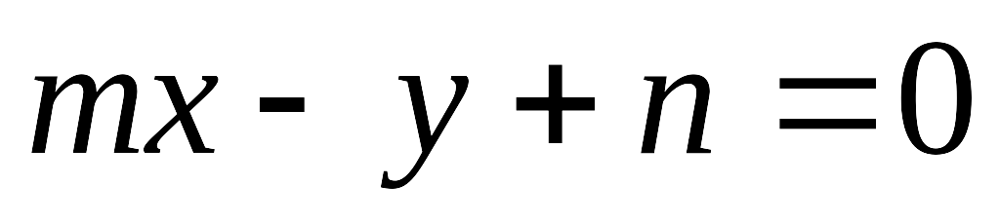 mx - y + n = 0